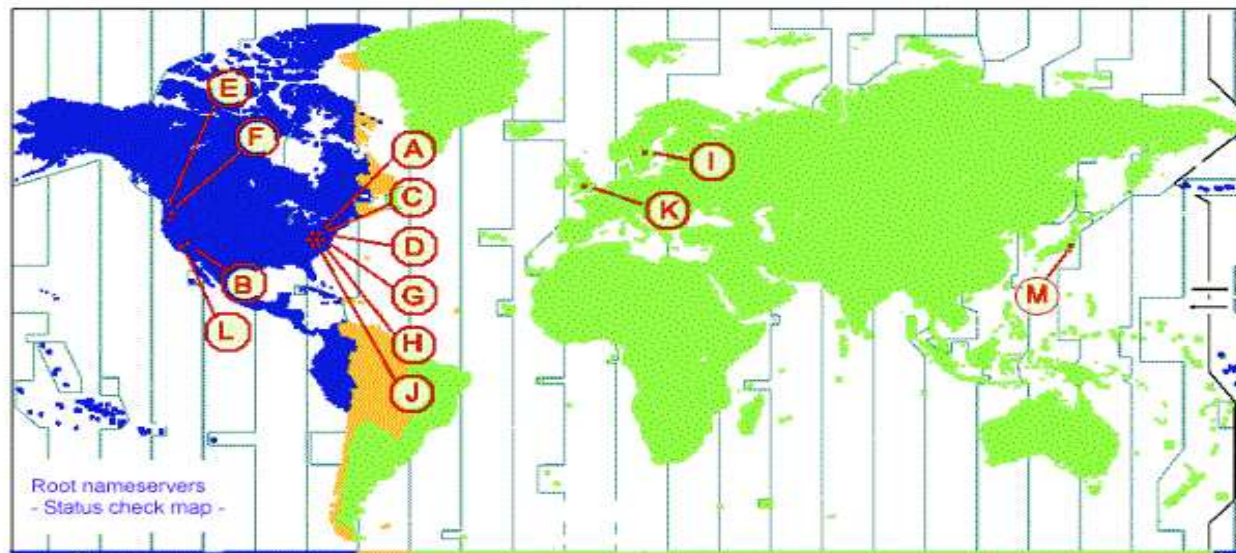 E
F
A
I
C
K
D
B
G
M
L
H
J
Root nameservers
- Status check map -